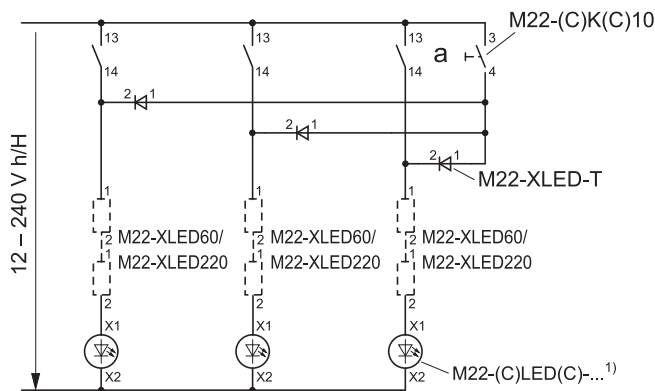 M22-(C)K(C)10
13
13
13
3
a
14
14
14
4
2 1
2 1
2 1
M22-XLED-T
12 – 240 V h/H
1
1
1
2
2
2
M22-XLED60/
M22-XLED60/
M22-XLED60/
1
1
1
M22-XLED220
M22-XLED220
M22-XLED220
2
2
2
X1
X1
X1
M22-(C)LED(C)-...¹⁾
X2
X2
X2